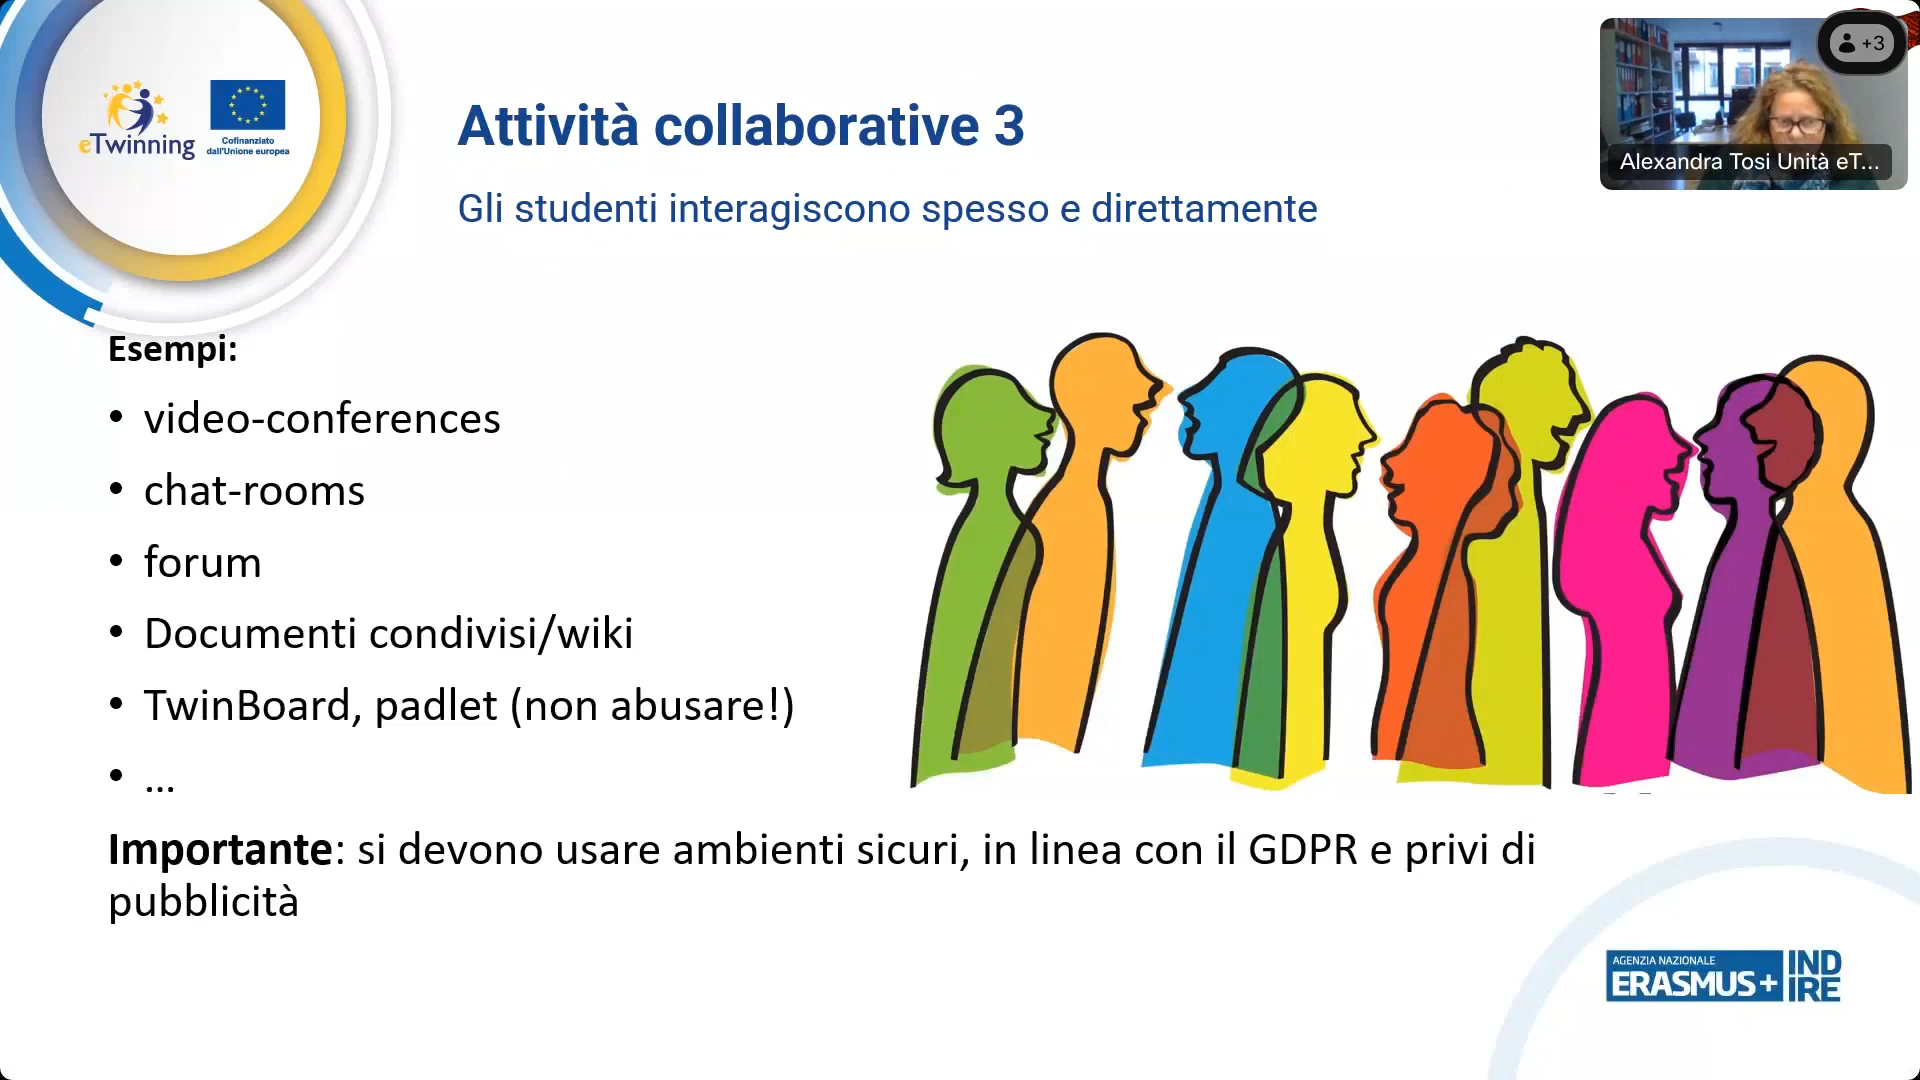 eTwinning
Cofinanziato
dall'Unione europea
Attività collaborative 3
Gli studenti interagiscono spesso e direttamente
+3
Alexandra Tosi Unità eT...
Esempi:
• video-conferences
• chat-rooms
• forum
• Documenti condivisi/wiki
• TwinBoard, padlet (non abusare!)
• ...
Importante: si devono usare ambienti sicuri, in linea con il GDPR e privi di
pubblicità
AGENZIA NAZIONALE
ERASMUS+
IND
IRE